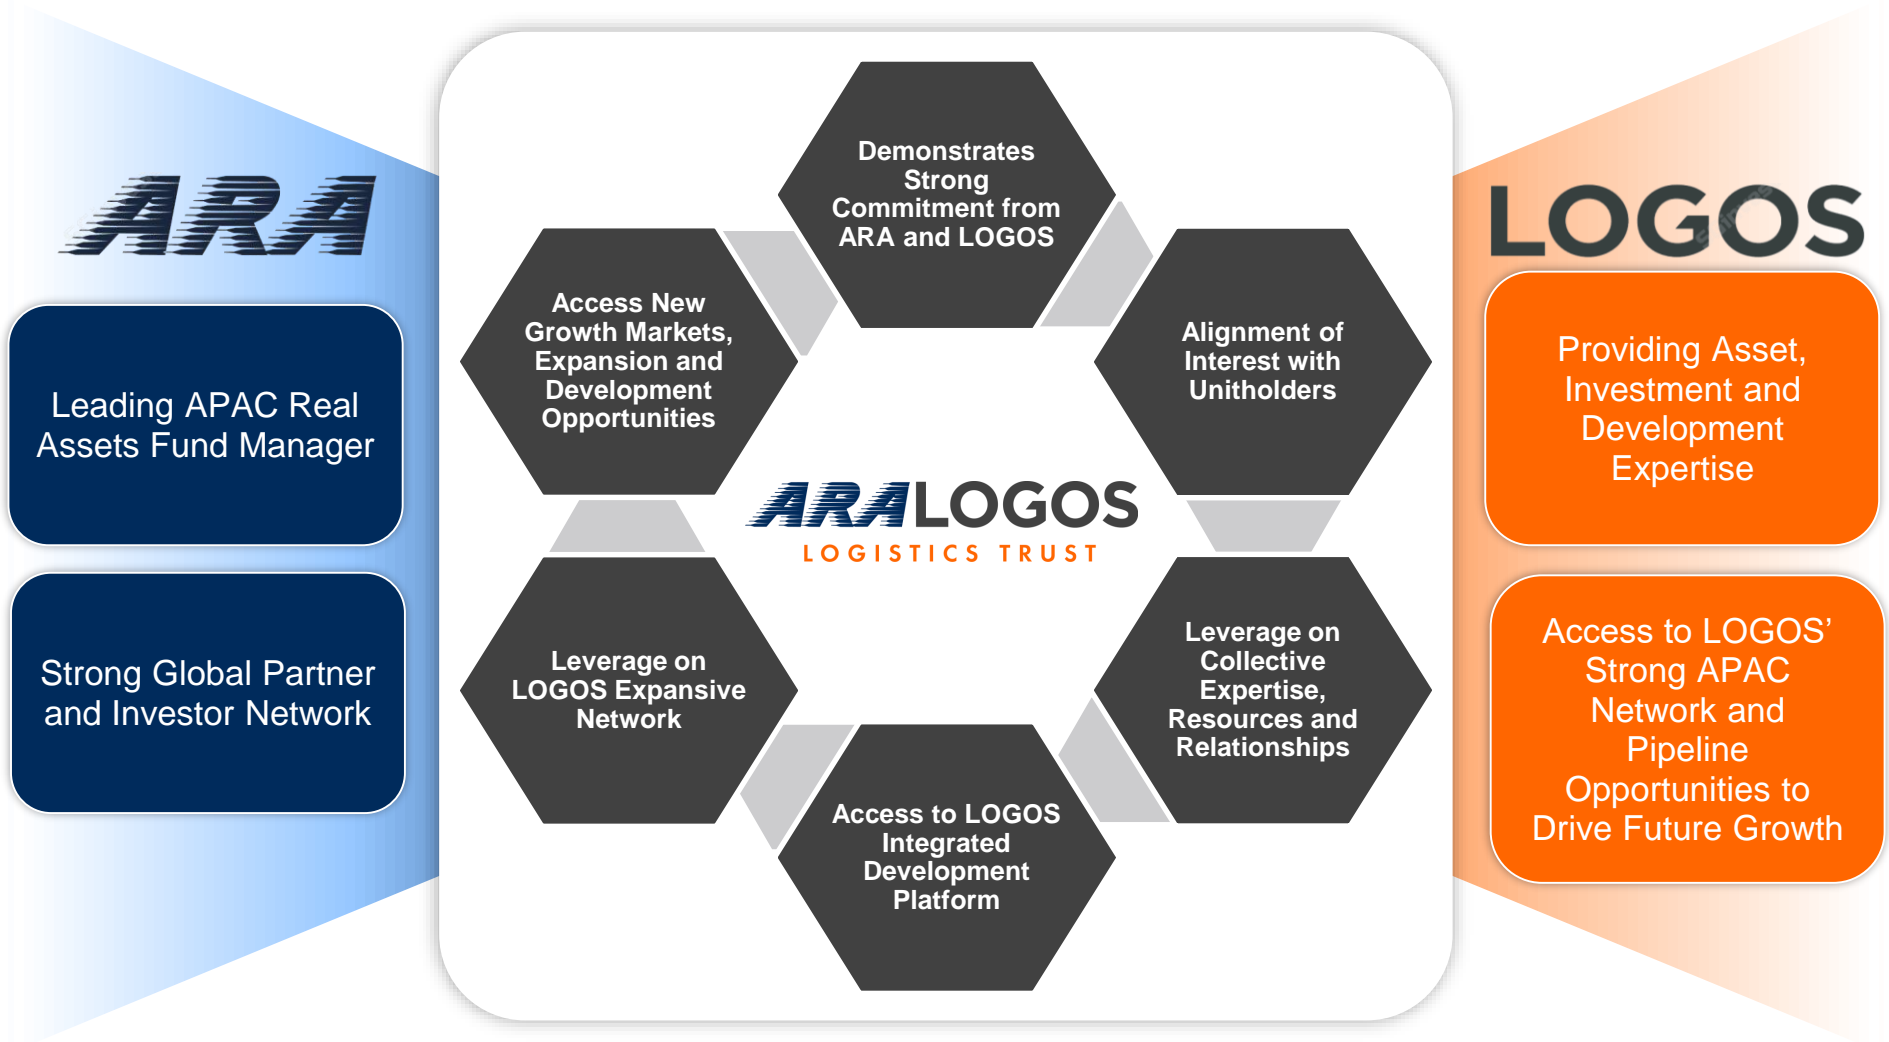 ARA
Leading APAC Real
Assets Fund Manager
Strong Global Partner
and Investor Network
Demonstrates
Strong
Commitment from
ARA and LOGOS
Alignment of
Interest with
Unitholders
Leverage on
Collective
Expertise,
Resources and
Relationships
Access to LOGOS
Integrated
Development
Platform
Leverage on
LOGOS Expansive
Network
Access New
Growth Markets,
Expansion and
Development
Opportunities
ARALOGOS
LOGISTICS TRUST
LOGOS
Providing Asset,
Investment and
Development
Expertise
Access to LOGOS’
Strong APAC
Network and
Pipeline
Opportunities to
Drive Future Growth